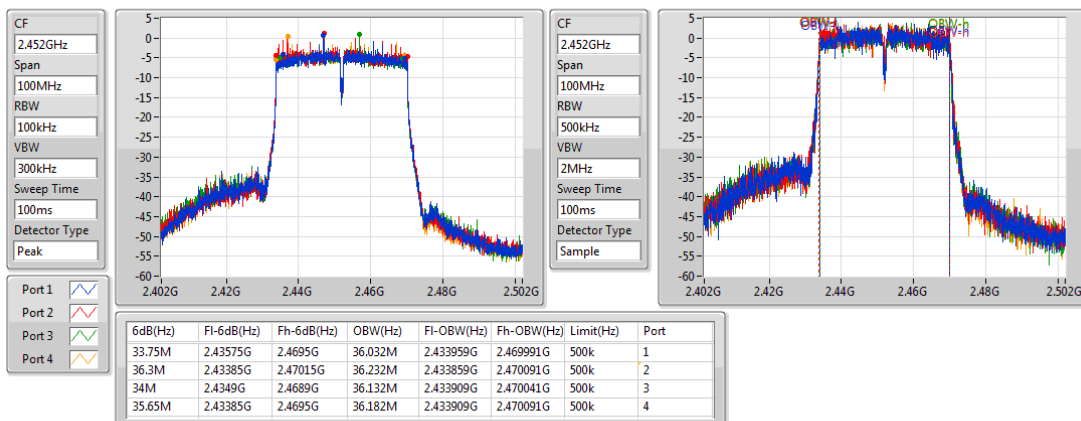 CF
2.452GHz
Span
100MHz
RBW
100kHz
VBW
300kHz
Sweep Time
100ms
Detector Type
Peak
5
0
-5
-10
-15
-20
-25
-30
-35
-40
-45
-50
-55
-60
2.402G 2.42G 2.44G 2.46G 2.48G 2.502G
CF
2.452GHz
Span
100MHz
RBW
500kHz
VBW
2MHz
Sweep Time
100ms
Detector Type
Sample
5
0
-5
-10
-15
-20
-25
-30
-35
-40
-45
-50
-55
-60
OBW-l OBW-h
2.402G 2.42G 2.44G 2.46G 2.48G 2.502G
Port 1
Port 2
Port 3
Port 4
6dB(Hz) Fl-6dB(Hz) Fh-6dB(Hz) OBW(Hz) Fl-OBW(Hz) Fh-OBW(Hz) Limit(Hz) Port
33.75M 2.43575G 2.4695G 36.032M 2.433959G 2.469991G 500k 1
36.3M 2.43385G 2.47015G 36.232M 2.433859G 2.470091G 500k 2
34M 2.4349G 2.4689G 36.132M 2.433909G 2.470041G 500k 3
35.65M 2.43385G 2.4695G 36.182M 2.433909G 2.470091G 500k 4